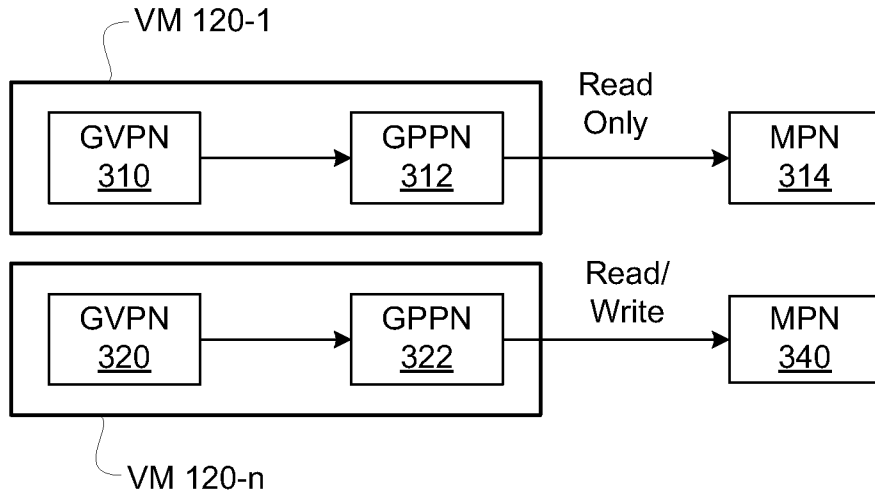 VM 120-1
GVPN
310
GPPN
312
Read
Only
MPN
314
GVPN
320
GPPN
322
Read/
Write
MPN
340
VM 120-n